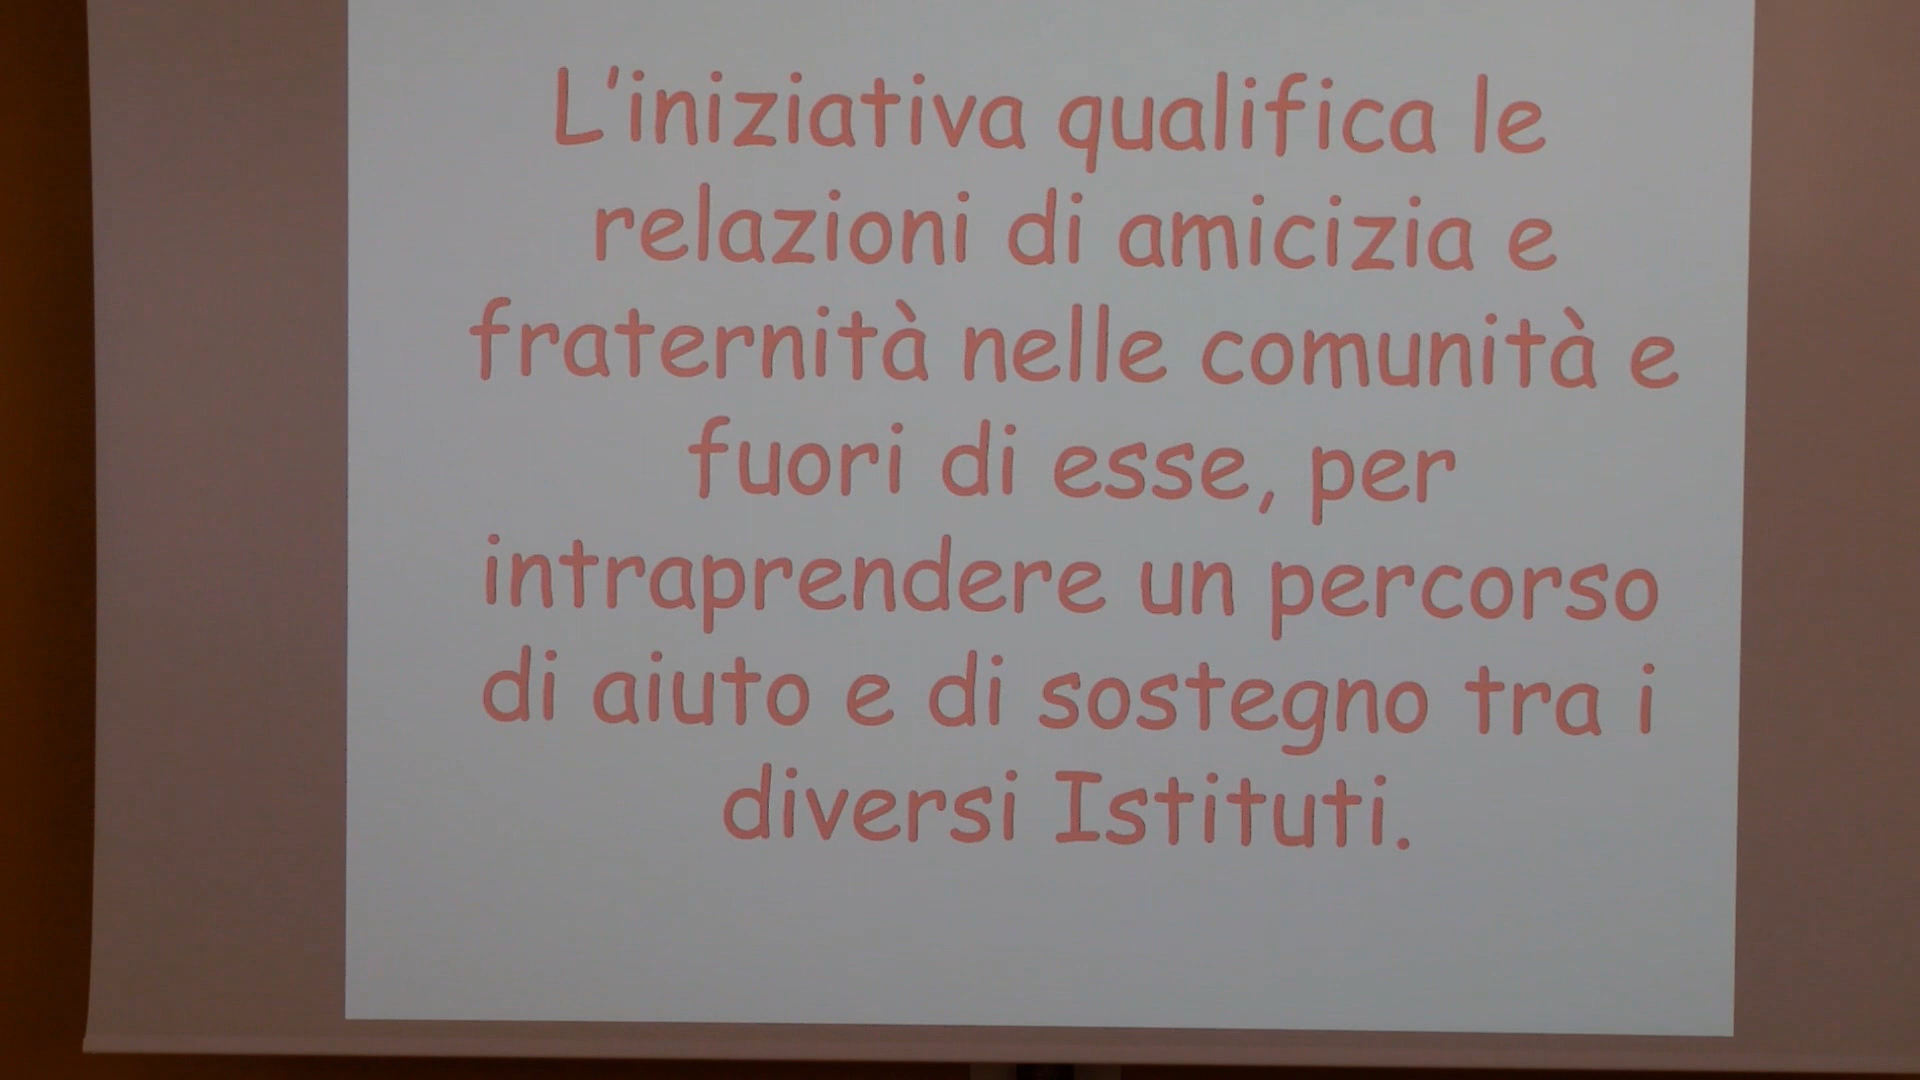 L'iniziativa qualifica le
relazioni di amicizia e
fraternità nelle comunità e
fuori di esse, per
intraprendere un percorso
di aiuto e di sostegno tra i
diversi Istituti.